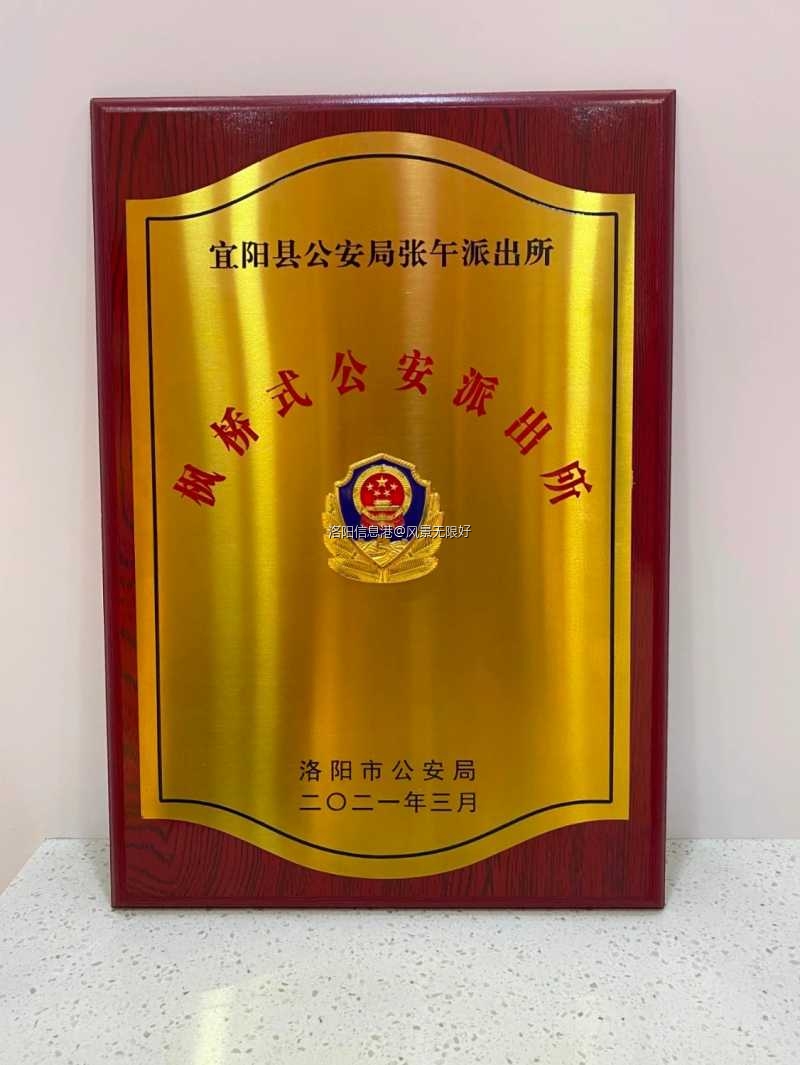 宜阳县公安局张午派出所
枫桥式公安派出所
洛阳信息港@风景无限好
洛阳市公安局
二〇二一年三月